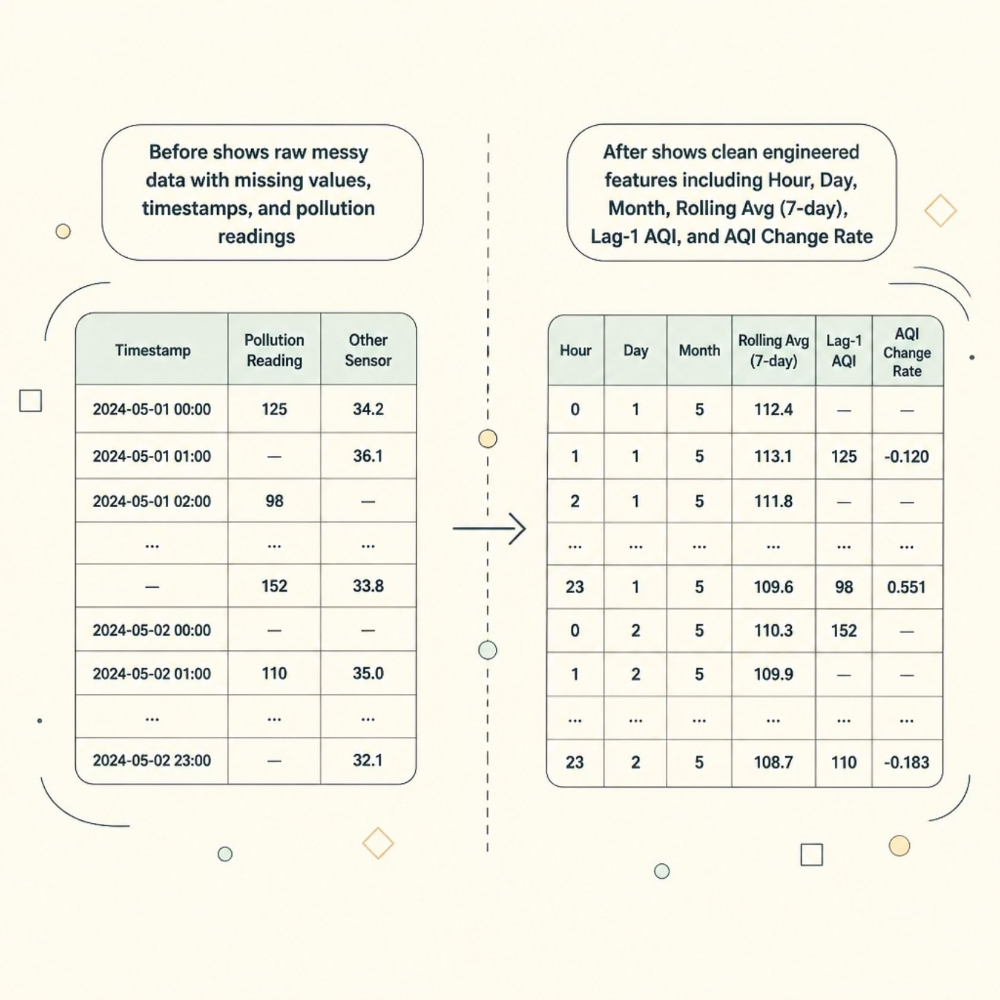 Before shows raw messy
data with missing values,
timestamps, and pollution
readings
After shows clean engineered
features including Hour, Day,
Month, Rolling Avg (7-day),
Lag-1 AQI, and AQI Change Rate
Timestamp Pollution Reading Other Sensor
2024-05-01 00:00 125 34.2
2024-05-01 01:00 — 36.1
2024-05-01 02:00 98 —
... ... ...
— 152 33.8
2024-05-02 00:00 — —
2024-05-02 01:00 110 35.0
... ... ...
2024-05-02 23:00 — 32.1
Hour Day Month Rolling Avg (7-day) Lag-1 AQI AQI Change Rate
0 1 5 112.4 — —
1 1 5 113.1 125 -0.120
2 1 5 111.8 — —
... ... ... ... ... ...
23 1 5 109.6 98 0.551
0 2 5 110.3 152 —
1 2 5 109.9 — —
... ... ... ... ... ...
23 2 5 108.7 110 -0.183